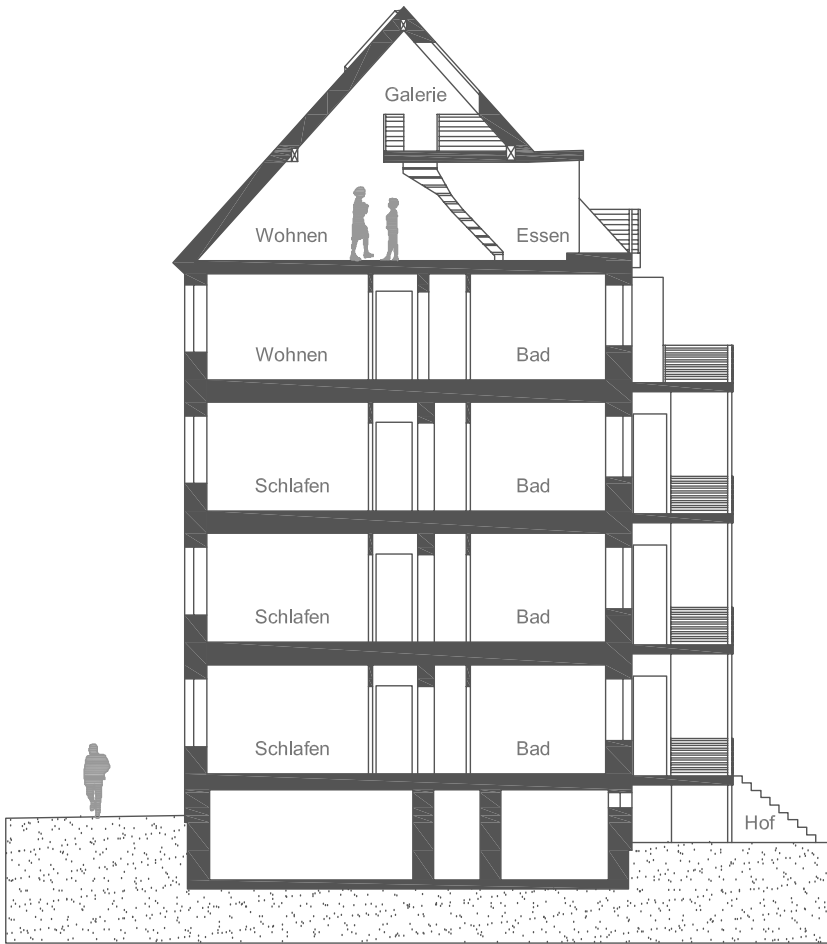 Galerie
Wohnen Essen
Wohnen Bad
Schlafen Bad
Schlafen Bad
Schlafen Bad
Hof